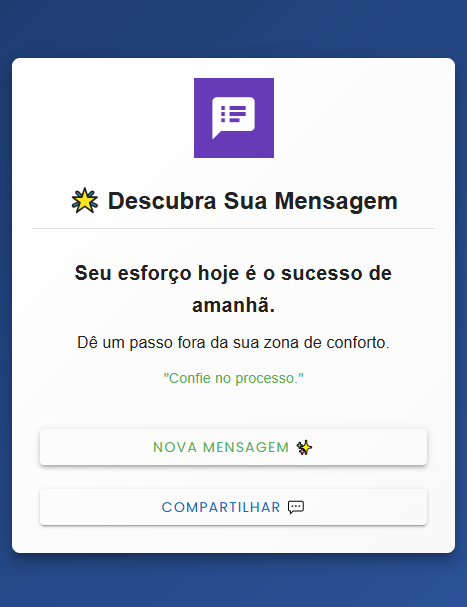 🌟 Descubra Sua Mensagem
Seu esforço hoje é o sucesso de
amanhã.
Dê um passo fora da sua zona de conforto.
"Confie no processo."
NOVA MENSAGEM ✨
COMPARTILHAR 💬